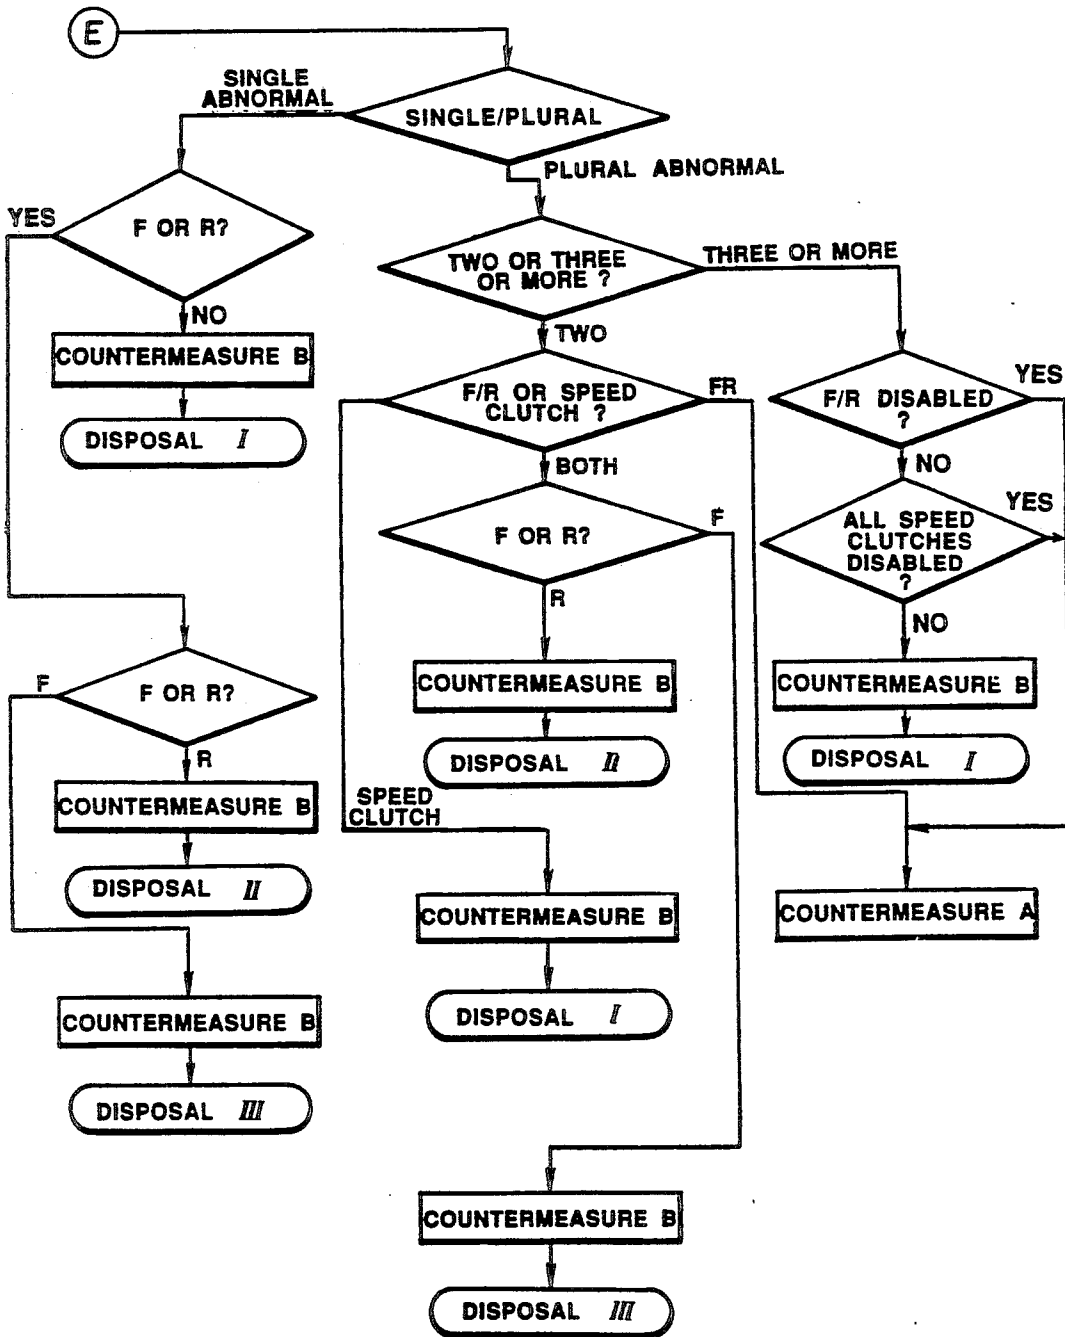 E
SINGLE
ABNORMAL
SINGLE/PLURAL
PLURAL ABNORMAL
YES
F OR R?
NO
COUNTERMEASURE B
DISPOSAL I
TWO OR THREE
OR MORE ?
THREE OR MORE
TWO
F/R OR SPEED
CLUTCH ?
FR
BOTH
F/R DISABLED
?
YES
NO
ALL SPEED
CLUTCHES
DISABLED
?
YES
NO
COUNTERMEASURE B
DISPOSAL I
F OR R?
F
R
COUNTERMEASURE B
DISPOSAL II
F
F OR R?
R
COUNTERMEASURE B
DISPOSAL II
COUNTERMEASURE B
DISPOSAL III
SPEED
CLUTCH
COUNTERMEASURE B
DISPOSAL I
COUNTERMEASURE A
COUNTERMEASURE B
DISPOSAL III